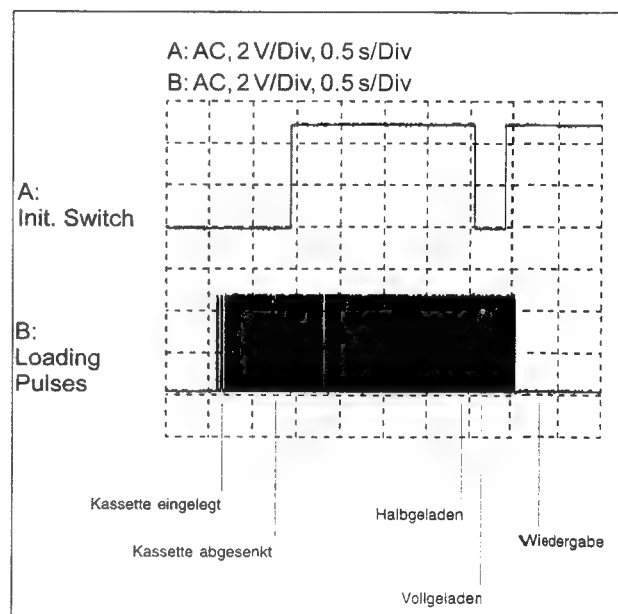 A: AC, 2 V/Div, 0.5 s/Div
B: AC, 2 V/Div, 0.5 s/Div
A:
Init. Switch
B:
Loading
Pulses
Kassette eingelegt
Halbgeladen
Kassette abgesenkt
Wiedergabe
Vollgeladen